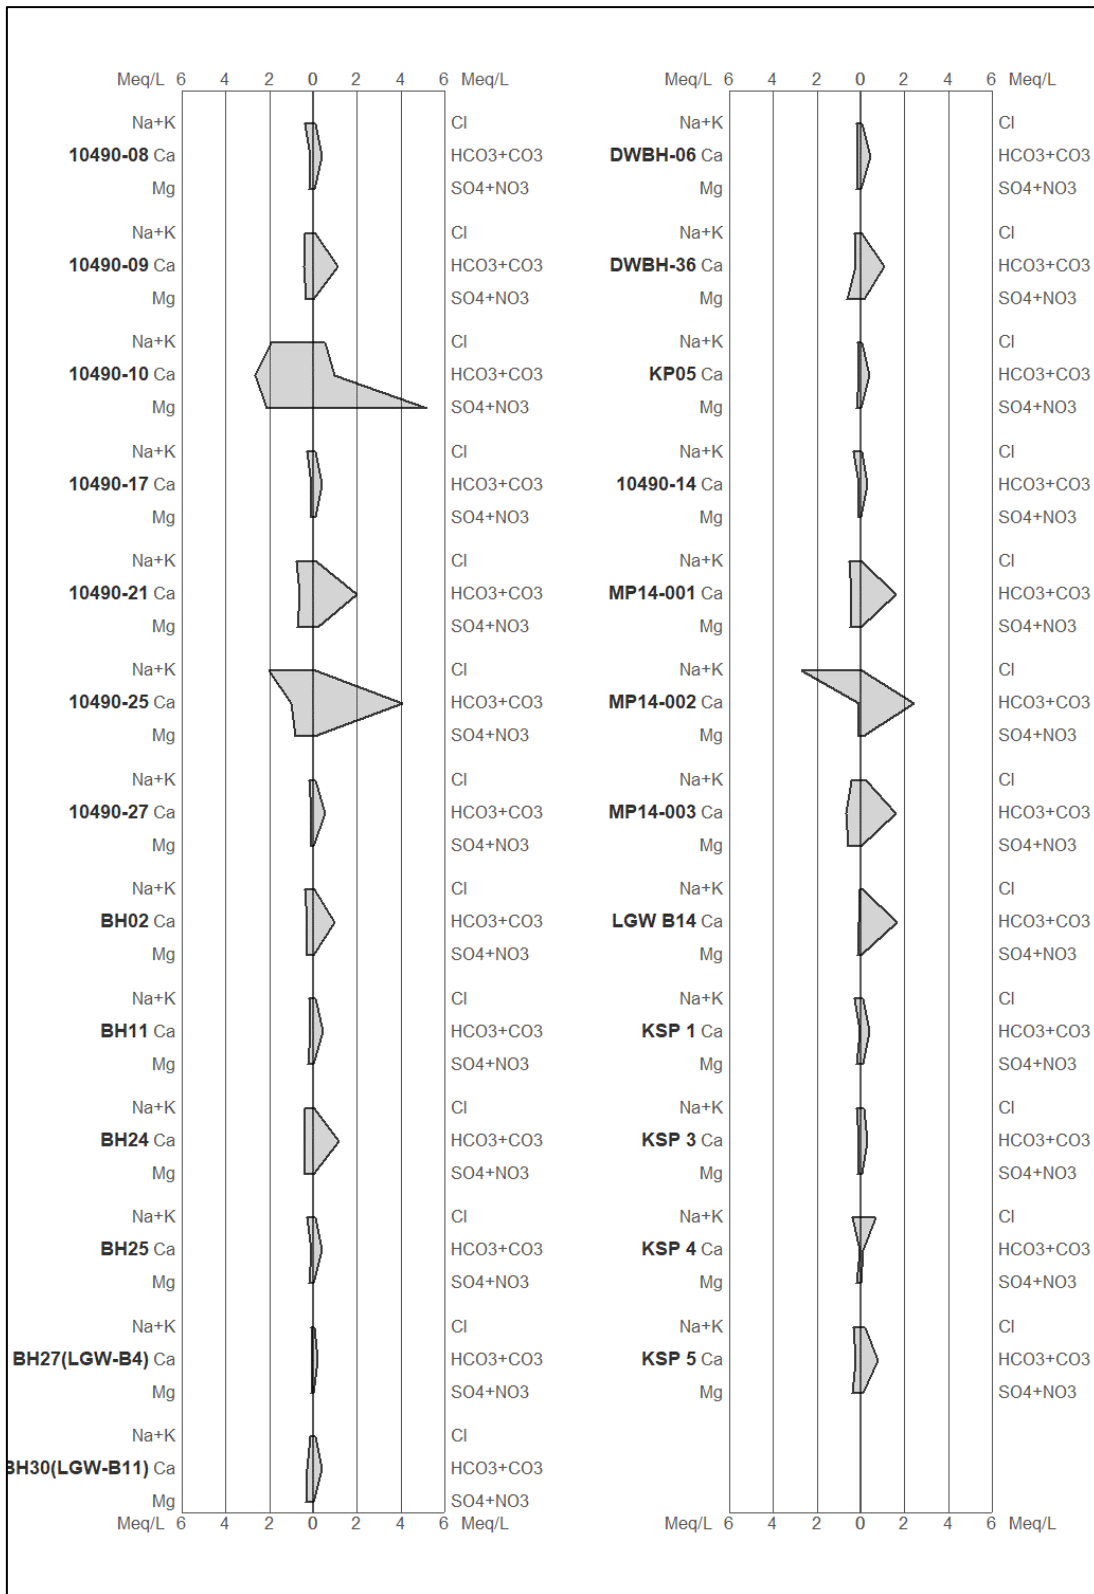 Meq/L 6 2 0 2 4 6 Meq/L
Na+K Cl
10490-08 Ca HCO3+CO3
Mg SO4+NO3
Na+K Cl
10490-09 Ca HCO3+CO3
Mg SO4+NO3
Na+K Cl
10490-10 Ca HCO3+CO3
Mg SO4+NO3
Na+K Cl
10490-17 Ca HCO3+CO3
Mg SO4+NO3
Na+K Cl
10490-21 Ca HCO3+CO3
Mg SO4+NO3
Na+K Cl
10490-25 Ca HCO3+CO3
Mg SO4+NO3
Na+K Cl
10490-27 Ca HCO3+CO3
Mg SO4+NO3
Na+K Cl
BH02 Ca HCO3+CO3
Mg SO4+NO3
Na+K Cl
BH11 Ca HCO3+CO3
Mg SO4+NO3
Na+K Cl
BH24 Ca HCO3+CO3
Mg SO4+NO3
Na+K Cl
BH25 Ca HCO3+CO3
Mg SO4+NO3
Na+K Cl
BH27(LGW-B4) Ca HCO3+CO3
Mg SO4+NO3
Na+K Cl
BH30(LGW-B11) Ca HCO3+CO3
Mg SO4+NO3
Meq/L 6 4 2 0 2 4 6 Meq/L
Meq/L 6 4 2 0 2 4 6 Meq/L
Na+K Cl
DWBH-06 Ca HCO3+CO3
Mg SO4+NO3
Na+K Cl
DWBH-36 Ca HCO3+CO3
Mg SO4+NO3
Na+K Cl
KP05 Ca HCO3+CO3
Mg SO4+NO3
Na+K Cl
10490-14 Ca HCO3+CO3
Mg SO4+NO3
Na+K Cl
MP14-001 Ca HCO3+CO3
Mg SO4+NO3
Na+K Cl
MP14-002 Ca HCO3+CO3
Mg SO4+NO3
Na+K Cl
MP14-003 Ca HCO3+CO3
Mg SO4+NO3
Na+K Cl
LGW B14 Ca HCO3+CO3
Mg SO4+NO3
Na+K Cl
KSP 1 Ca HCO3+CO3
Mg SO4+NO3
Na+K Cl
KSP 3 Ca HCO3+CO3
Mg SO4+NO3
Na+K Cl
KSP 4 Ca HCO3+CO3
Mg SO4+NO3
Na+K Cl
KSP 5 Ca HCO3+CO3
Mg SO4+NO3
Meq/L 6 4 2 0 2 4 6 Meq/L